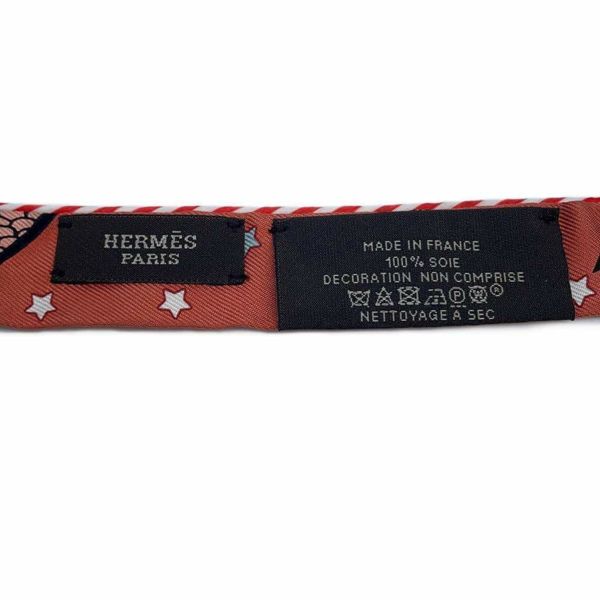 HERMÈS
PARIS
MADE IN FRANCE
100% SOIE
DECORATION NON COMPRISE
P W ®
NETTOYAGE A SEC